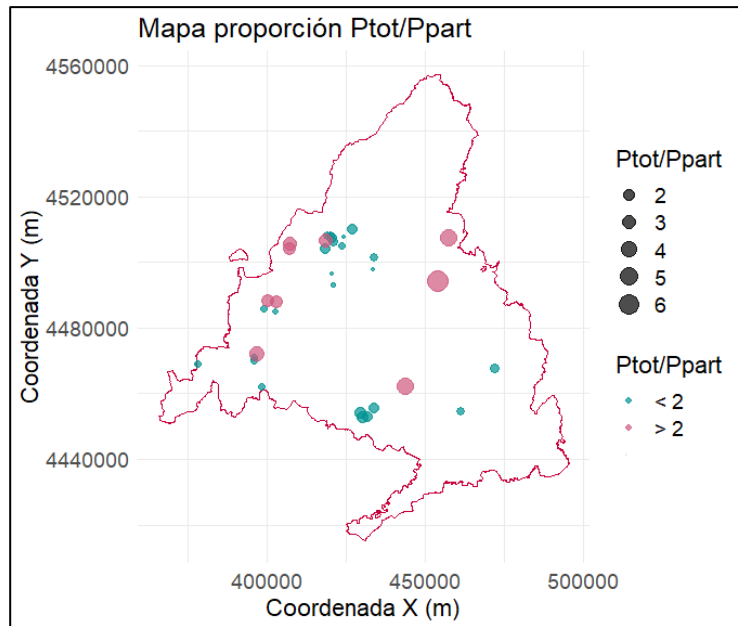 Mapa proporción Ptot/Ppart
4560000
4520000
4480000
4440000
Coordenada Y (m)
400000
450000
500000
Coordenada X (m)
Ptot/Ppart
2
3
4
5
6
Ptot/Ppart
< 2
> 2